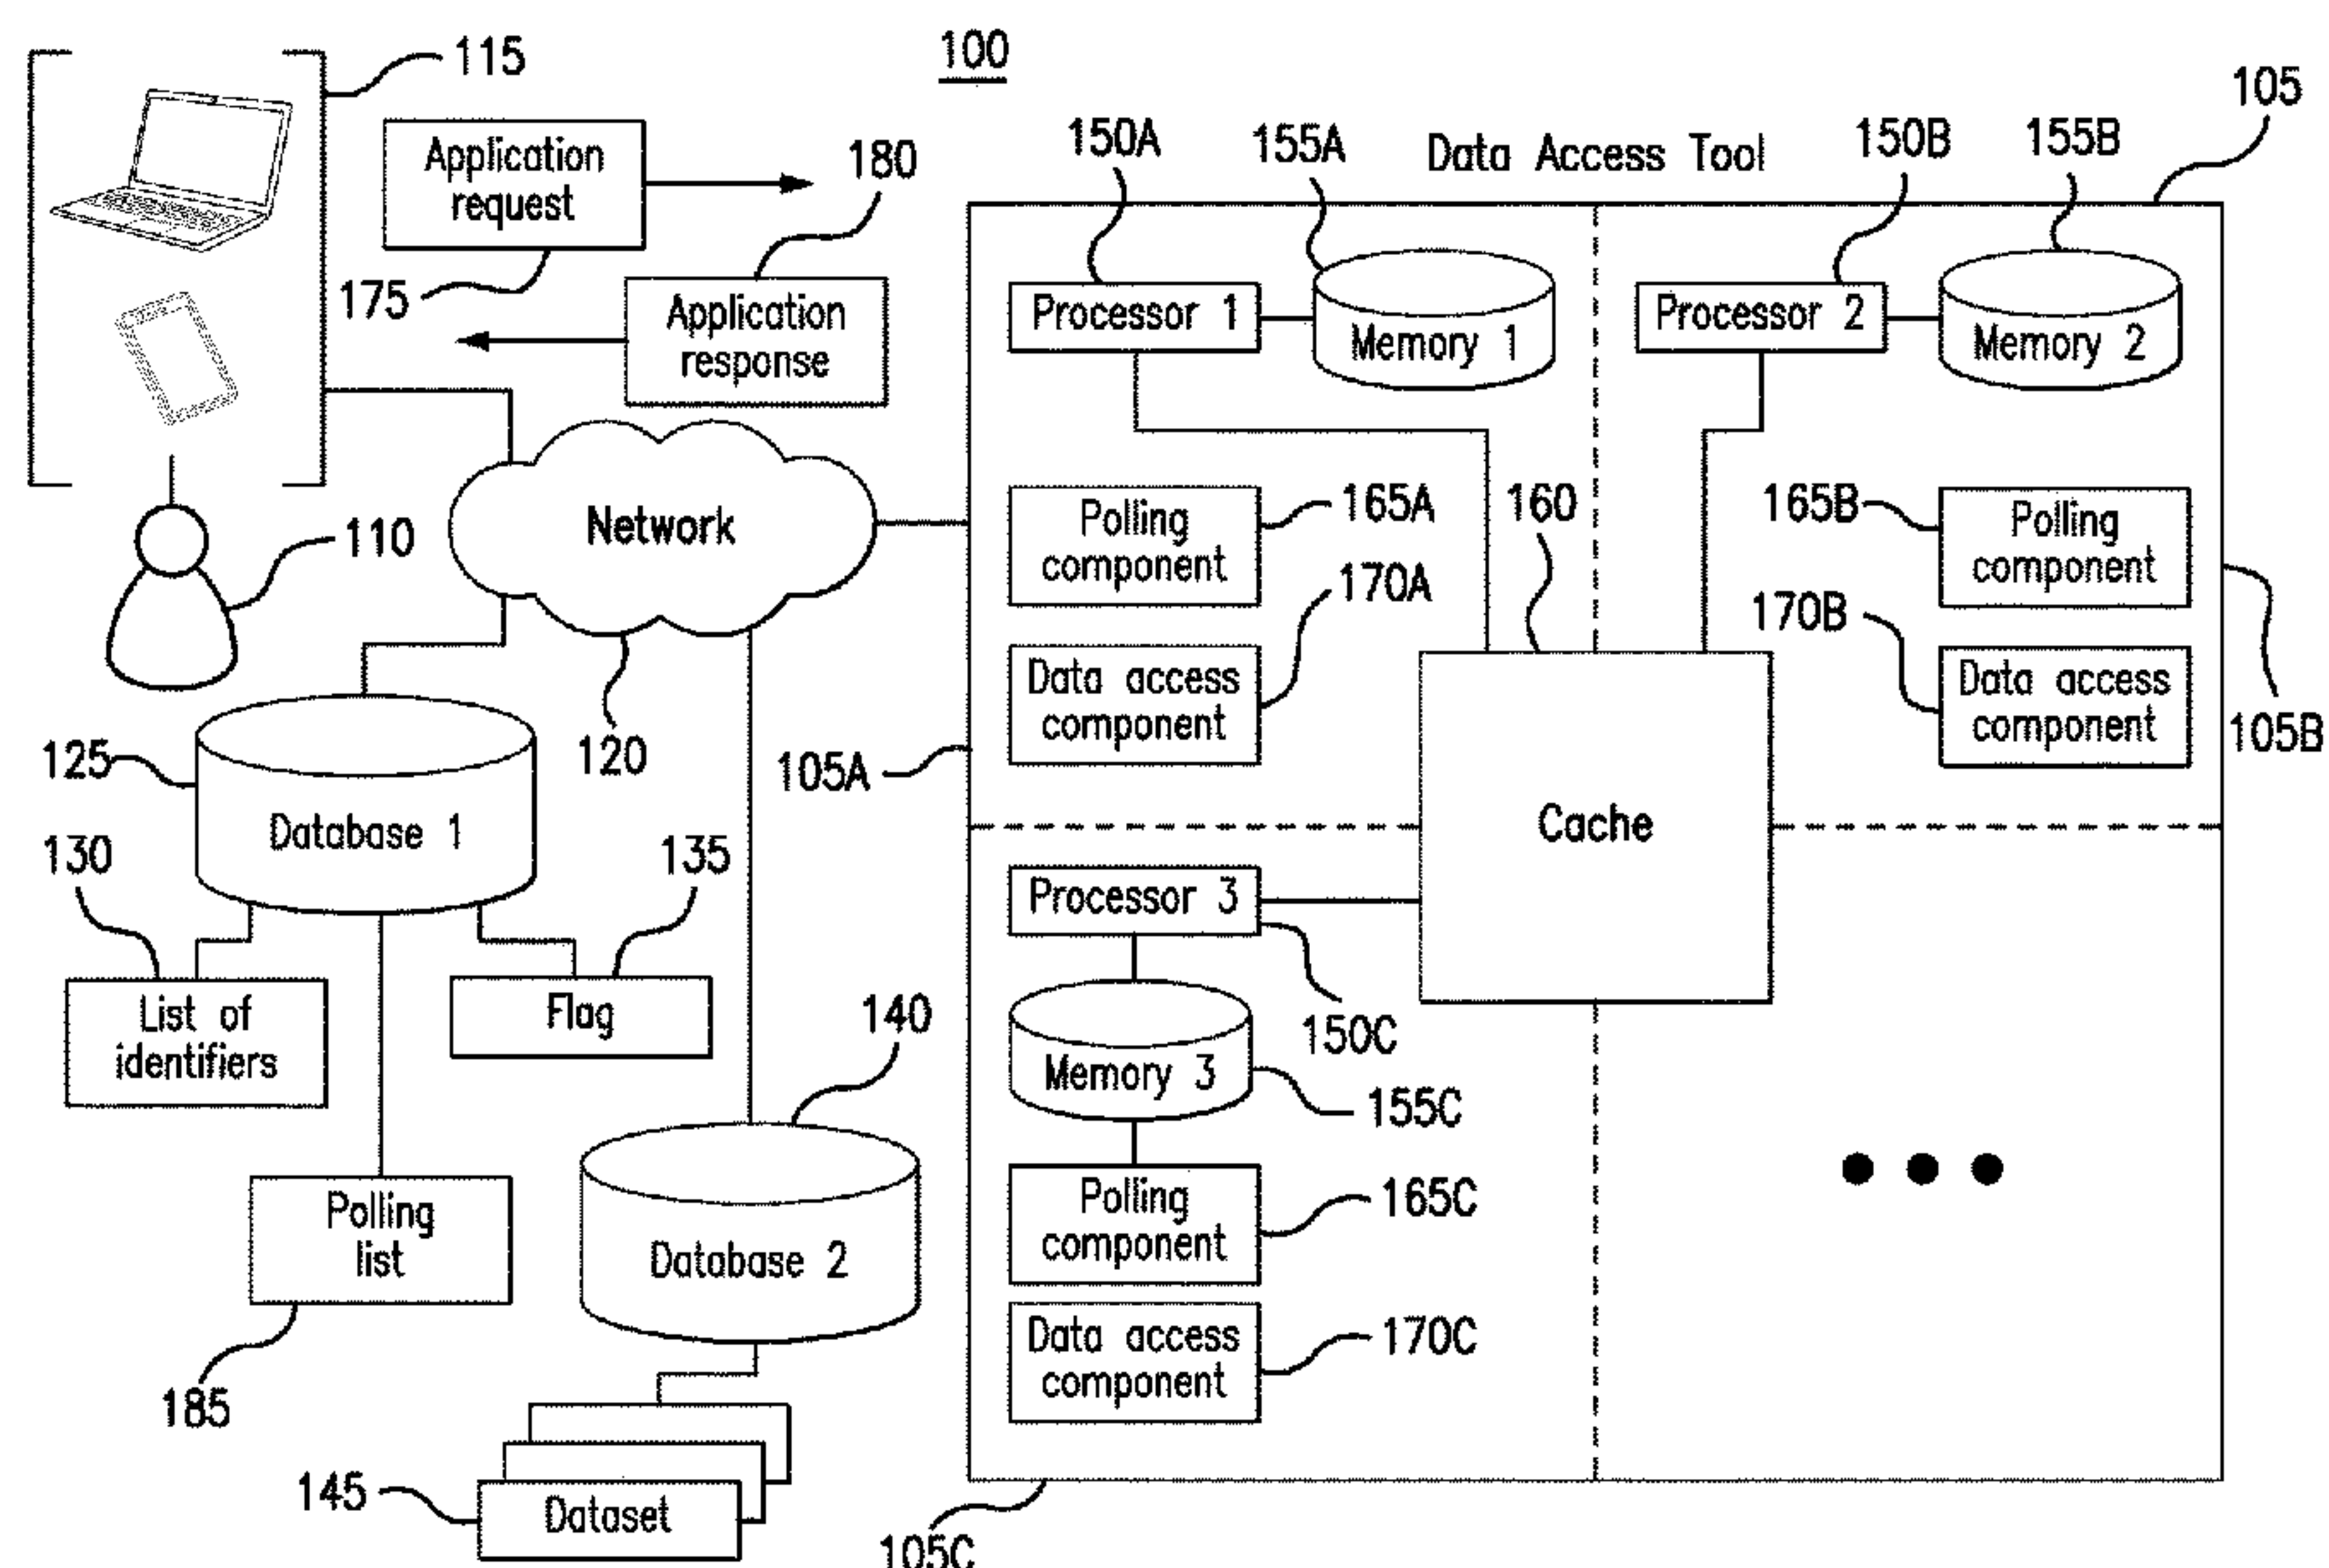 100
115
Application
request
175
180
Application
response
110
Network
120
125
Database 1
130
List of
identifiers
135
Flag
Polling
list
185
140
Database 2
145
Dataset
Data Access Tool
105
150A
155A
Processor 1
Memory 1
Polling
component
165A
Data access
component
170A
105A
150B
155B
Processor 2
Memory 2
165B
Polling
component
170B
Data access
component
105B
160
Cache
Processor 3
150C
Memory 3
155C
Polling
component
165C
Data access
component
170C
105C